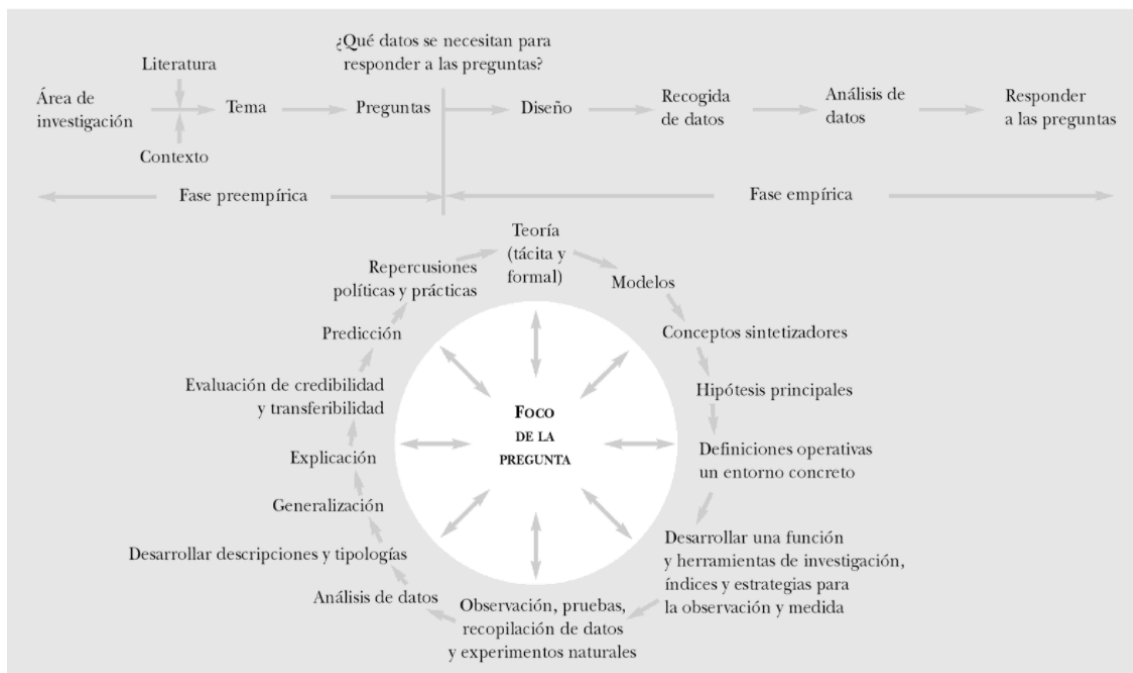 ¿Qué datos se necesitan para
responder a las preguntas?
Literatura
Área de
investigación
Tema
Preguntas
Diseño
Recogida
de datos
Análisis de
datos
Responder
a las preguntas
Contexto
Fase preempírica
Fase empírica
Teoría
(tácita y
formal)
Modelos
Conceptos sintetizadores
Hipótesis principales
Definiciones operativas
un entorno concreto
Desarrollar una función
y herramientas de investigación,
índices y estrategias para
la observación y medida
Observación, pruebas,
recopilación de datos
y experimentos naturales
Análisis de datos
Desarrollar descripciones y tipologías
Generalización
Explicación
Evaluación de credibilidad
y transferibilidad
Predicción
Repercusiones
políticas y prácticas
FOCO
DE LA
PREGUNTA